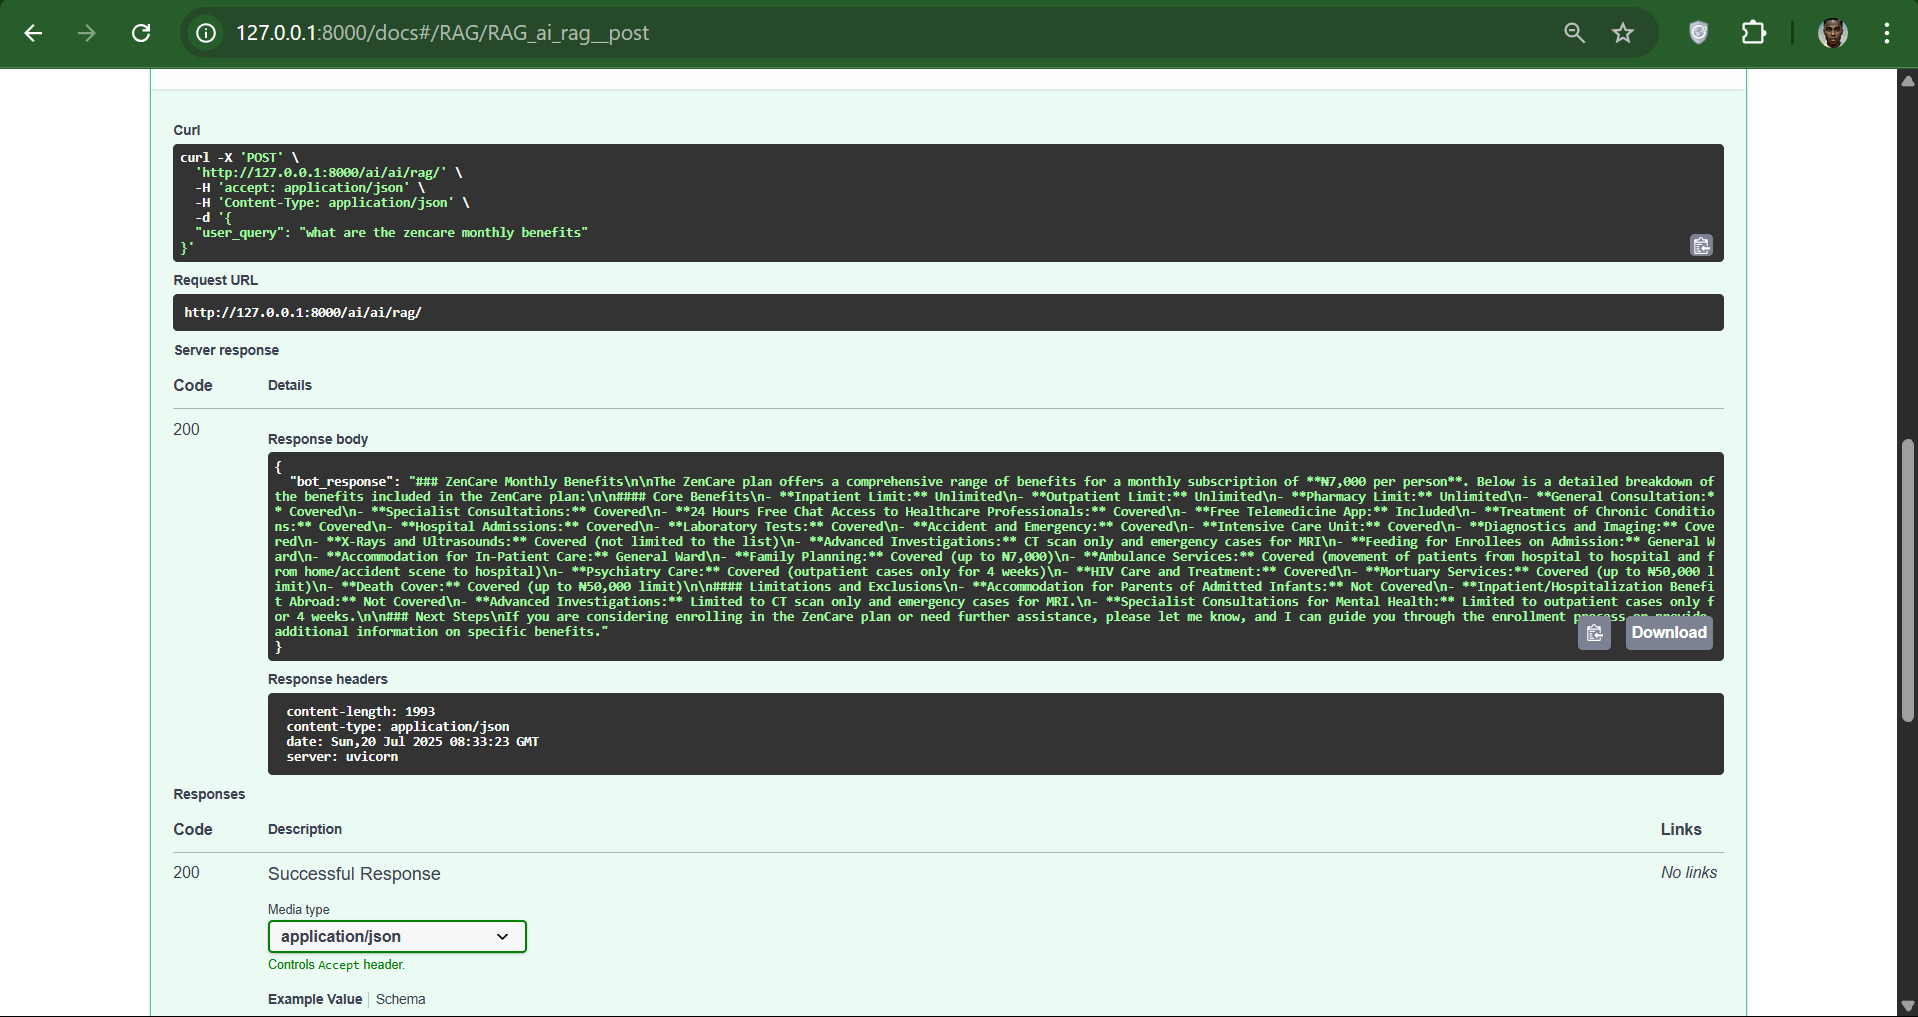 127.0.0.1:8000/docs#/RAG/RAG_ai_rag__post
Curl
curl -X 'POST' \
'http://127.0.0.1:8000/ai/ai/rag/' \
-H 'accept: application/json' \
-H 'Content-Type: application/json' \
-d '{
"user_query": "what are the zencare monthly benefits"
}'
Request URL
http://127.0.0.1:8000/ai/ai/rag/
Server response
Code Details
200
Response body
{
"bot_response": "### ZenCare Monthly Benefits\n\nThe ZenCare plan offers a comprehensive range of benefits for a monthly subscription of **₦7,000 per person**. Below is a detailed breakdown of
the benefits included in the ZenCare plan:\n\n#### Core Benefits\n- **Inpatient Limit:** Unlimited\n- **Outpatient Limit:** Unlimited\n- **Pharmacy Limit:** Unlimited\n- **General Consultation:*
* Covered\n- **Specialist Consultations:** Covered\n- **24 Hours Free Chat Access to Healthcare Professionals:** Covered\n- **Free Telemedicine App:** Included\n- **Treatment of Chronic Conditio
ns:** Covered\n- **Hospital Admissions:** Covered\n- **Laboratory Tests:** Covered\n- **Accident and Emergency:** Covered\n- **Intensive Care Unit:** Covered\n- **Diagnostics and Imaging:** Cove
red\n- **X-Rays and Ultrasounds:** Covered (not limited to the list)\n- **Advanced Investigations:** CT scan only and emergency cases for MRI\n- **Feeding for Enrollees on Admission:** General W
ard\n- **Accommodation for In-Patient Care:** General Ward\n- **Family Planning:** Covered (up to ₦7,000)\n- **Ambulance Services:** Covered (movement of patients from hospital to hospital and f
rom home/accident scene to hospital)\n- **Psychiatry Care:** Covered (outpatient cases only for 4 weeks)\n- **HIV Care and Treatment:** Covered\n- **Mortuary Services:** Covered (up to ₦50,000 l
imit)\n- **Death Cover:** Covered (up to ₦50,000 limit)\n\n#### Limitations and Exclusions\n- **Accommodation for Parents of Admitted Infants:** Not Covered\n- **Inpatient/Hospitalization Benefi
t Abroad:** Not Covered\n- **Advanced Investigations:** Limited to CT scan only and emergency cases for MRI.\n- **Specialist Consultations for Mental Health:** Limited to outpatient cases only f
or 4 weeks.\n\n### Next Steps\nIf you are considering enrolling in the ZenCare plan or need further assistance, please let me know, and I can guide you through the enrollment process or provide
additional information on specific benefits."
}
Download
Response headers
content-length: 1993
content-type: application/json
date: Sun,20 Jul 2025 08:33:23 GMT
server: uvicorn
Responses
Code Description Links
200 Successful Response No links
Media type
application/json
Controls Accept header.
Example Value Schema